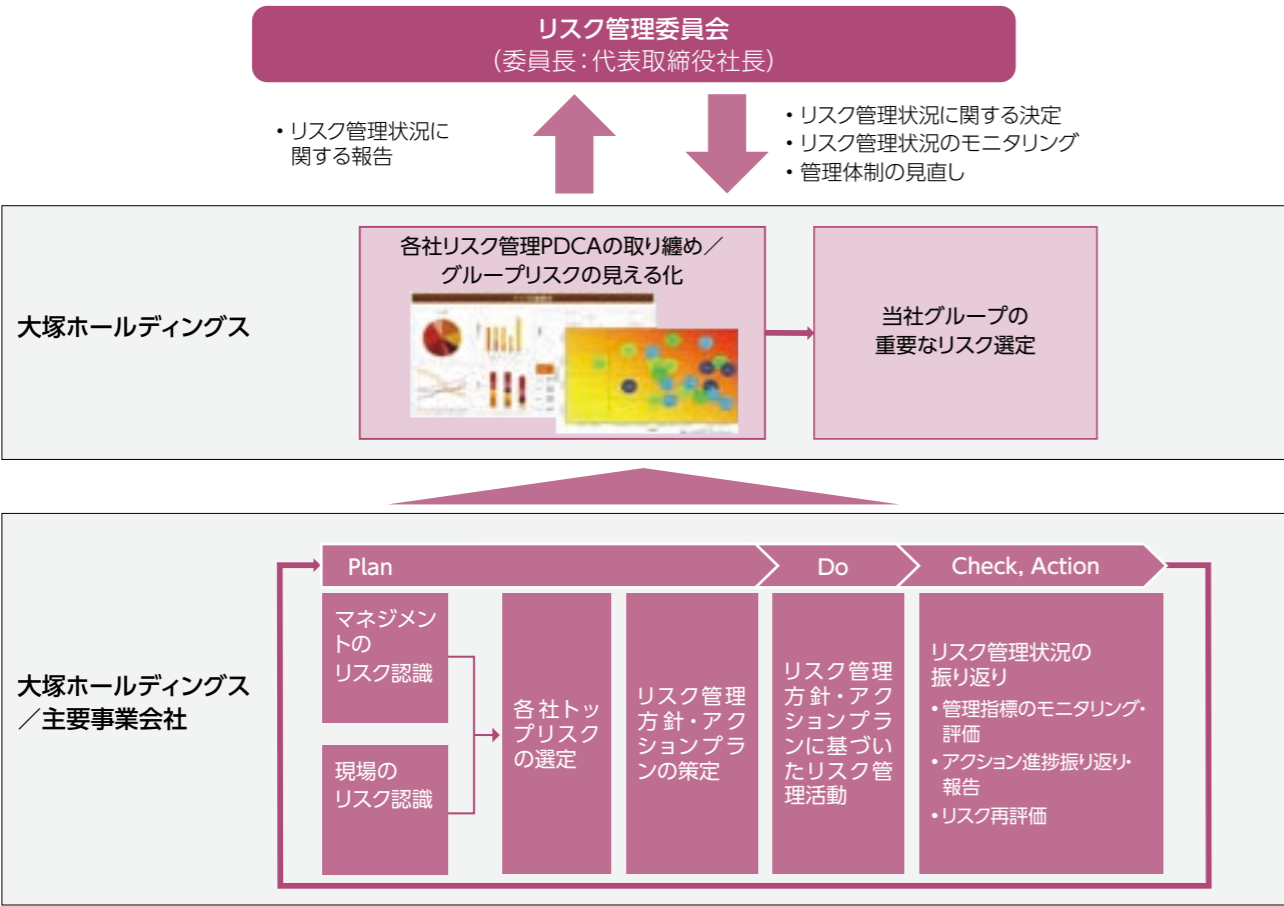 リスク管理委員会
（委員長：代表取締役社長）
・リスク管理状況に
関する報告
・リスク管理状況に関する決定
・リスク管理状況のモニタリング
・管理体制の見直し
大塚ホールディングス
各社リスク管理PDCAの取り纏め／
グループリスクの見える化
当社グループの
重要なリスク選定
大塚ホールディングス
／主要事業会社
Plan
Do
Check, Action
マネジメン
トの
リスク認識
現場の
リスク認識
各社トッ
プリスク
の選定
リスク管理
方針・アク
ションプラ
ンの策定
リスク管理
方針・アク
ションプラ
ンに基づい
たリスク管
理活動
リスク管理状況の
振り返り
・管理指標のモニタリング・
評価
・アクション進捗振り返り・
報告
・リスク再評価